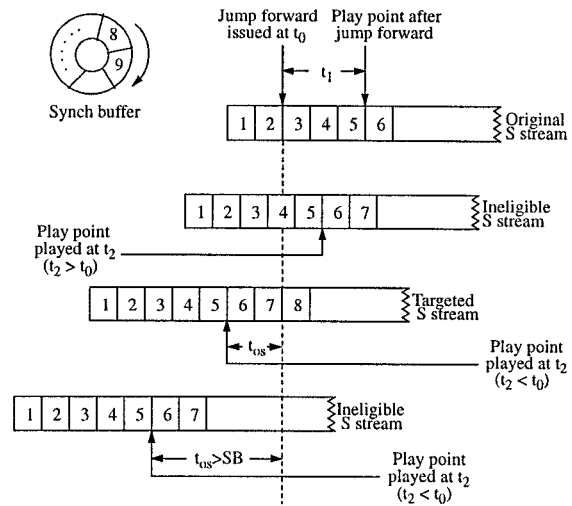 8
9
Synch buffer
Jump forward
issued at t0
Play point after
jump forward
t1
1 2 3 4 5 6
Original
S stream
1 2 3 4 5 6 7
Ineligible
S stream
Play point
played at t2
(t2 > t0)
1 2 3 4 5 6 7 8
Targeted
S stream
tos
Play point
played at t2
(t2 < t0)
1 2 3 4 5 6 7
Ineligible
S stream
tos>SB
Play point
played at t2
(t2 < t0)